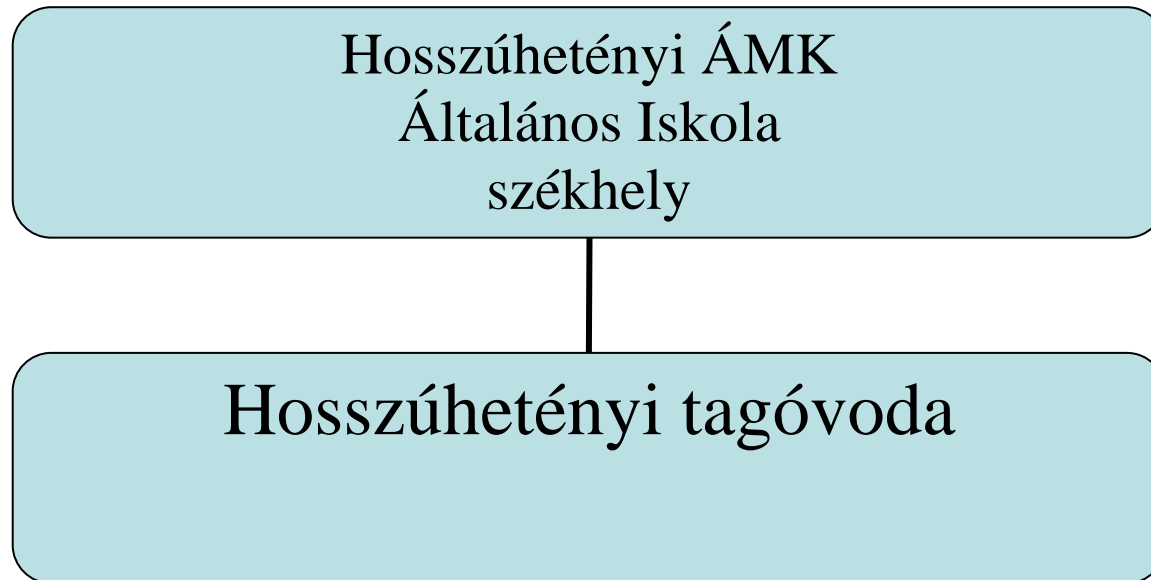 Hosszúhetényi ÁMK
Általános Iskola
székhely
Hosszúhetényi tagóvoda